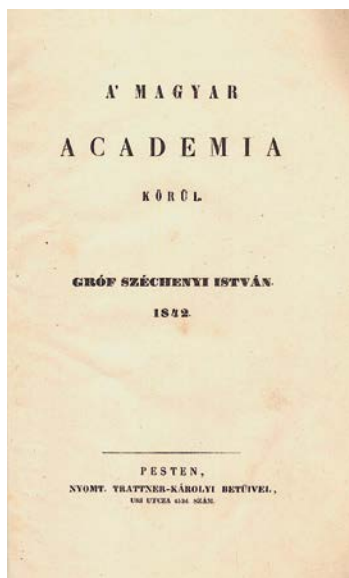 A' MAGYAR
ACADEMIA
KÖRÜL.
GRÓF SZÉCHENYI ISTVÁN.
1842.
PESTEN,
NYOMT. TRATTNER-KÁROLYI BETŰIVEL,
URI UTCZA SZÁM.